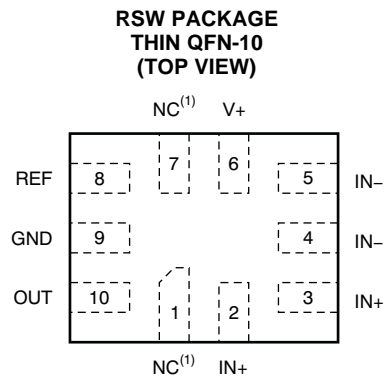 RSW PACKAGE
THIN QFN-10
(TOP VIEW)
NC(1) V+
7 6
REF 8 5 IN−
GND 9 4 IN−
OUT 10 1 2 3 IN+
NC(1) IN+